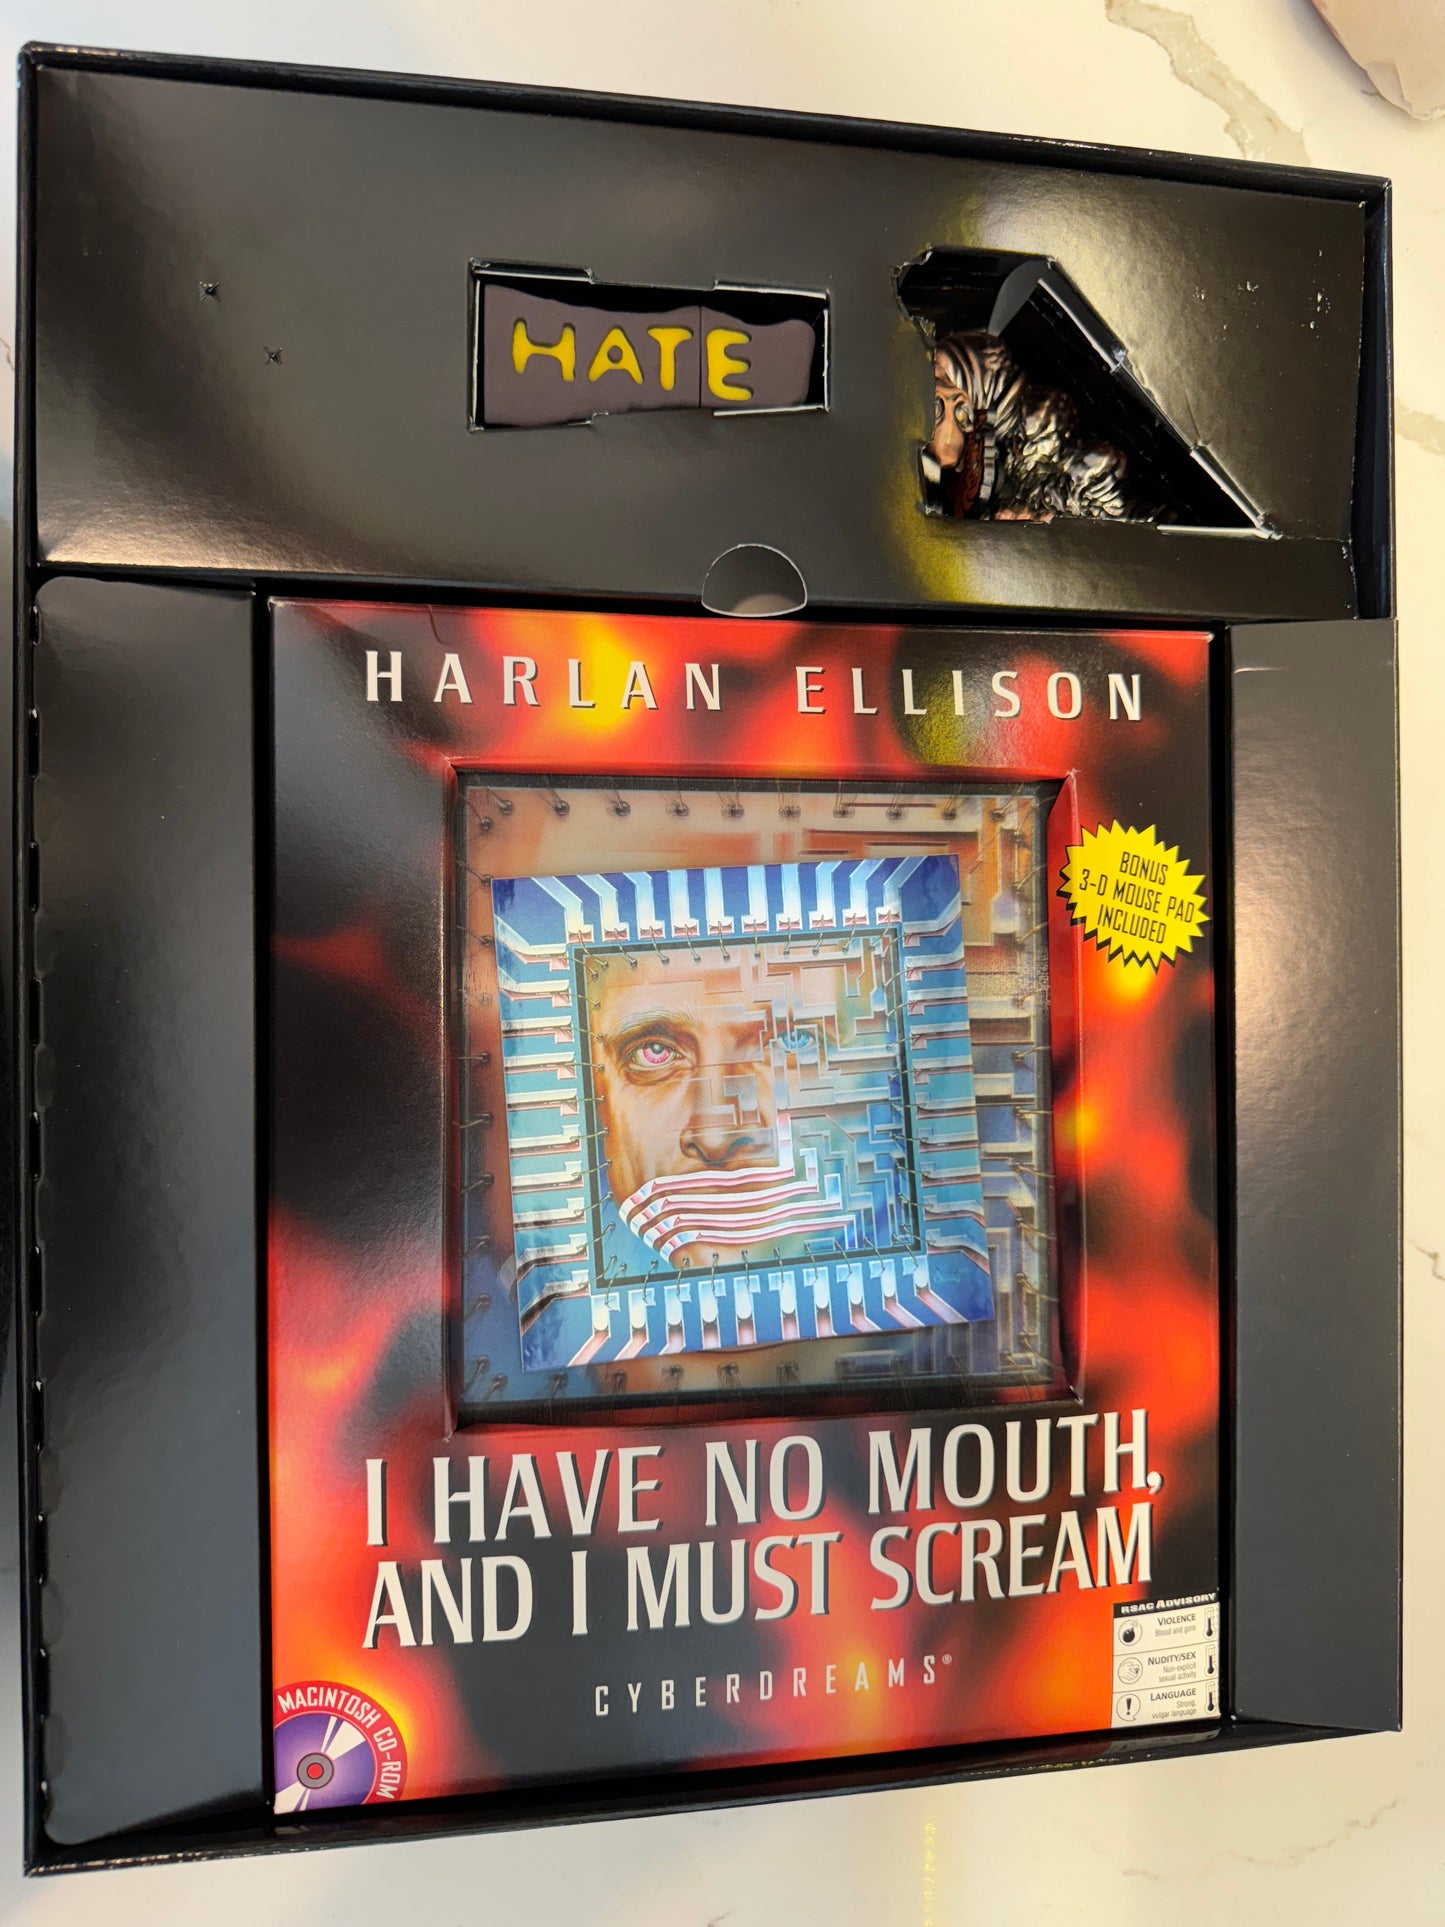 HATE
HARLAN ELLISON
BONUS
3-D MOUSE PAD
INCLUDED
I HAVE NO MOUTH,
AND I MUST SCREAM
CYBERDREAMS®
MACINTOSH CD-ROM
RSAC ADVISORY
VIOLENCE
Blood and gore
NUDITY/SEX
Non-explicit
sexual activity
LANGUAGE
Strong,
vulgar language